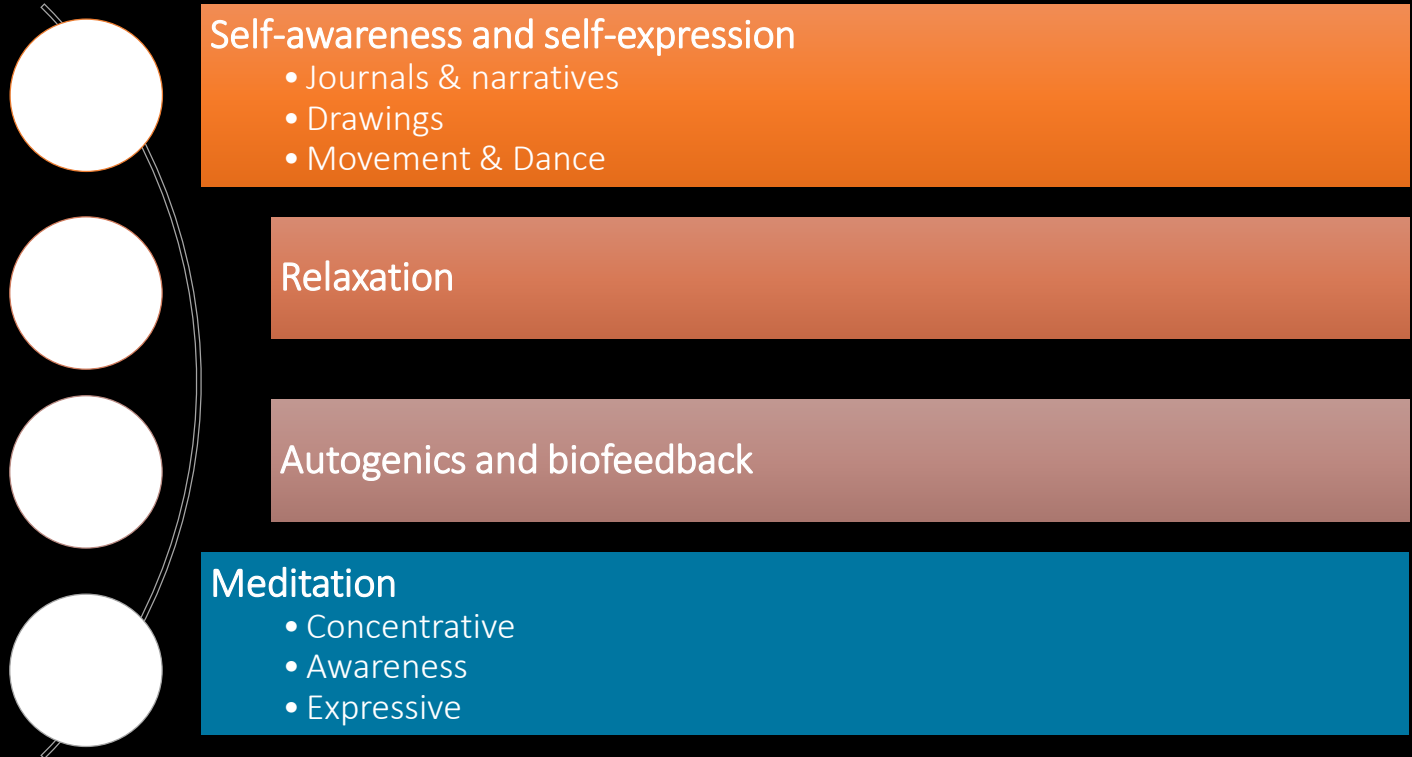 Self-awareness and self-expression
• Journals & narratives
• Drawings
• Movement & Dance
Relaxation
Autogenics and biofeedback
Meditation
• Concentrative
• Awareness
• Expressive